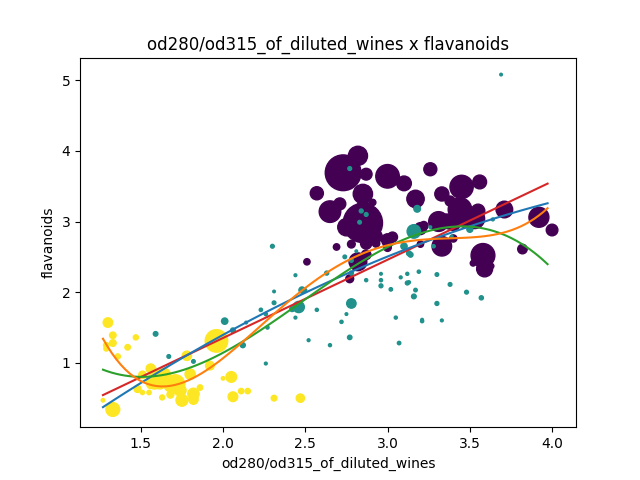 od280/od315_of_diluted_wines x flavanoids
flavanoids
5
4
3
2
1
1.5 2.0 2.5 3.0 3.5 4.0
od280/od315_of_diluted_wines